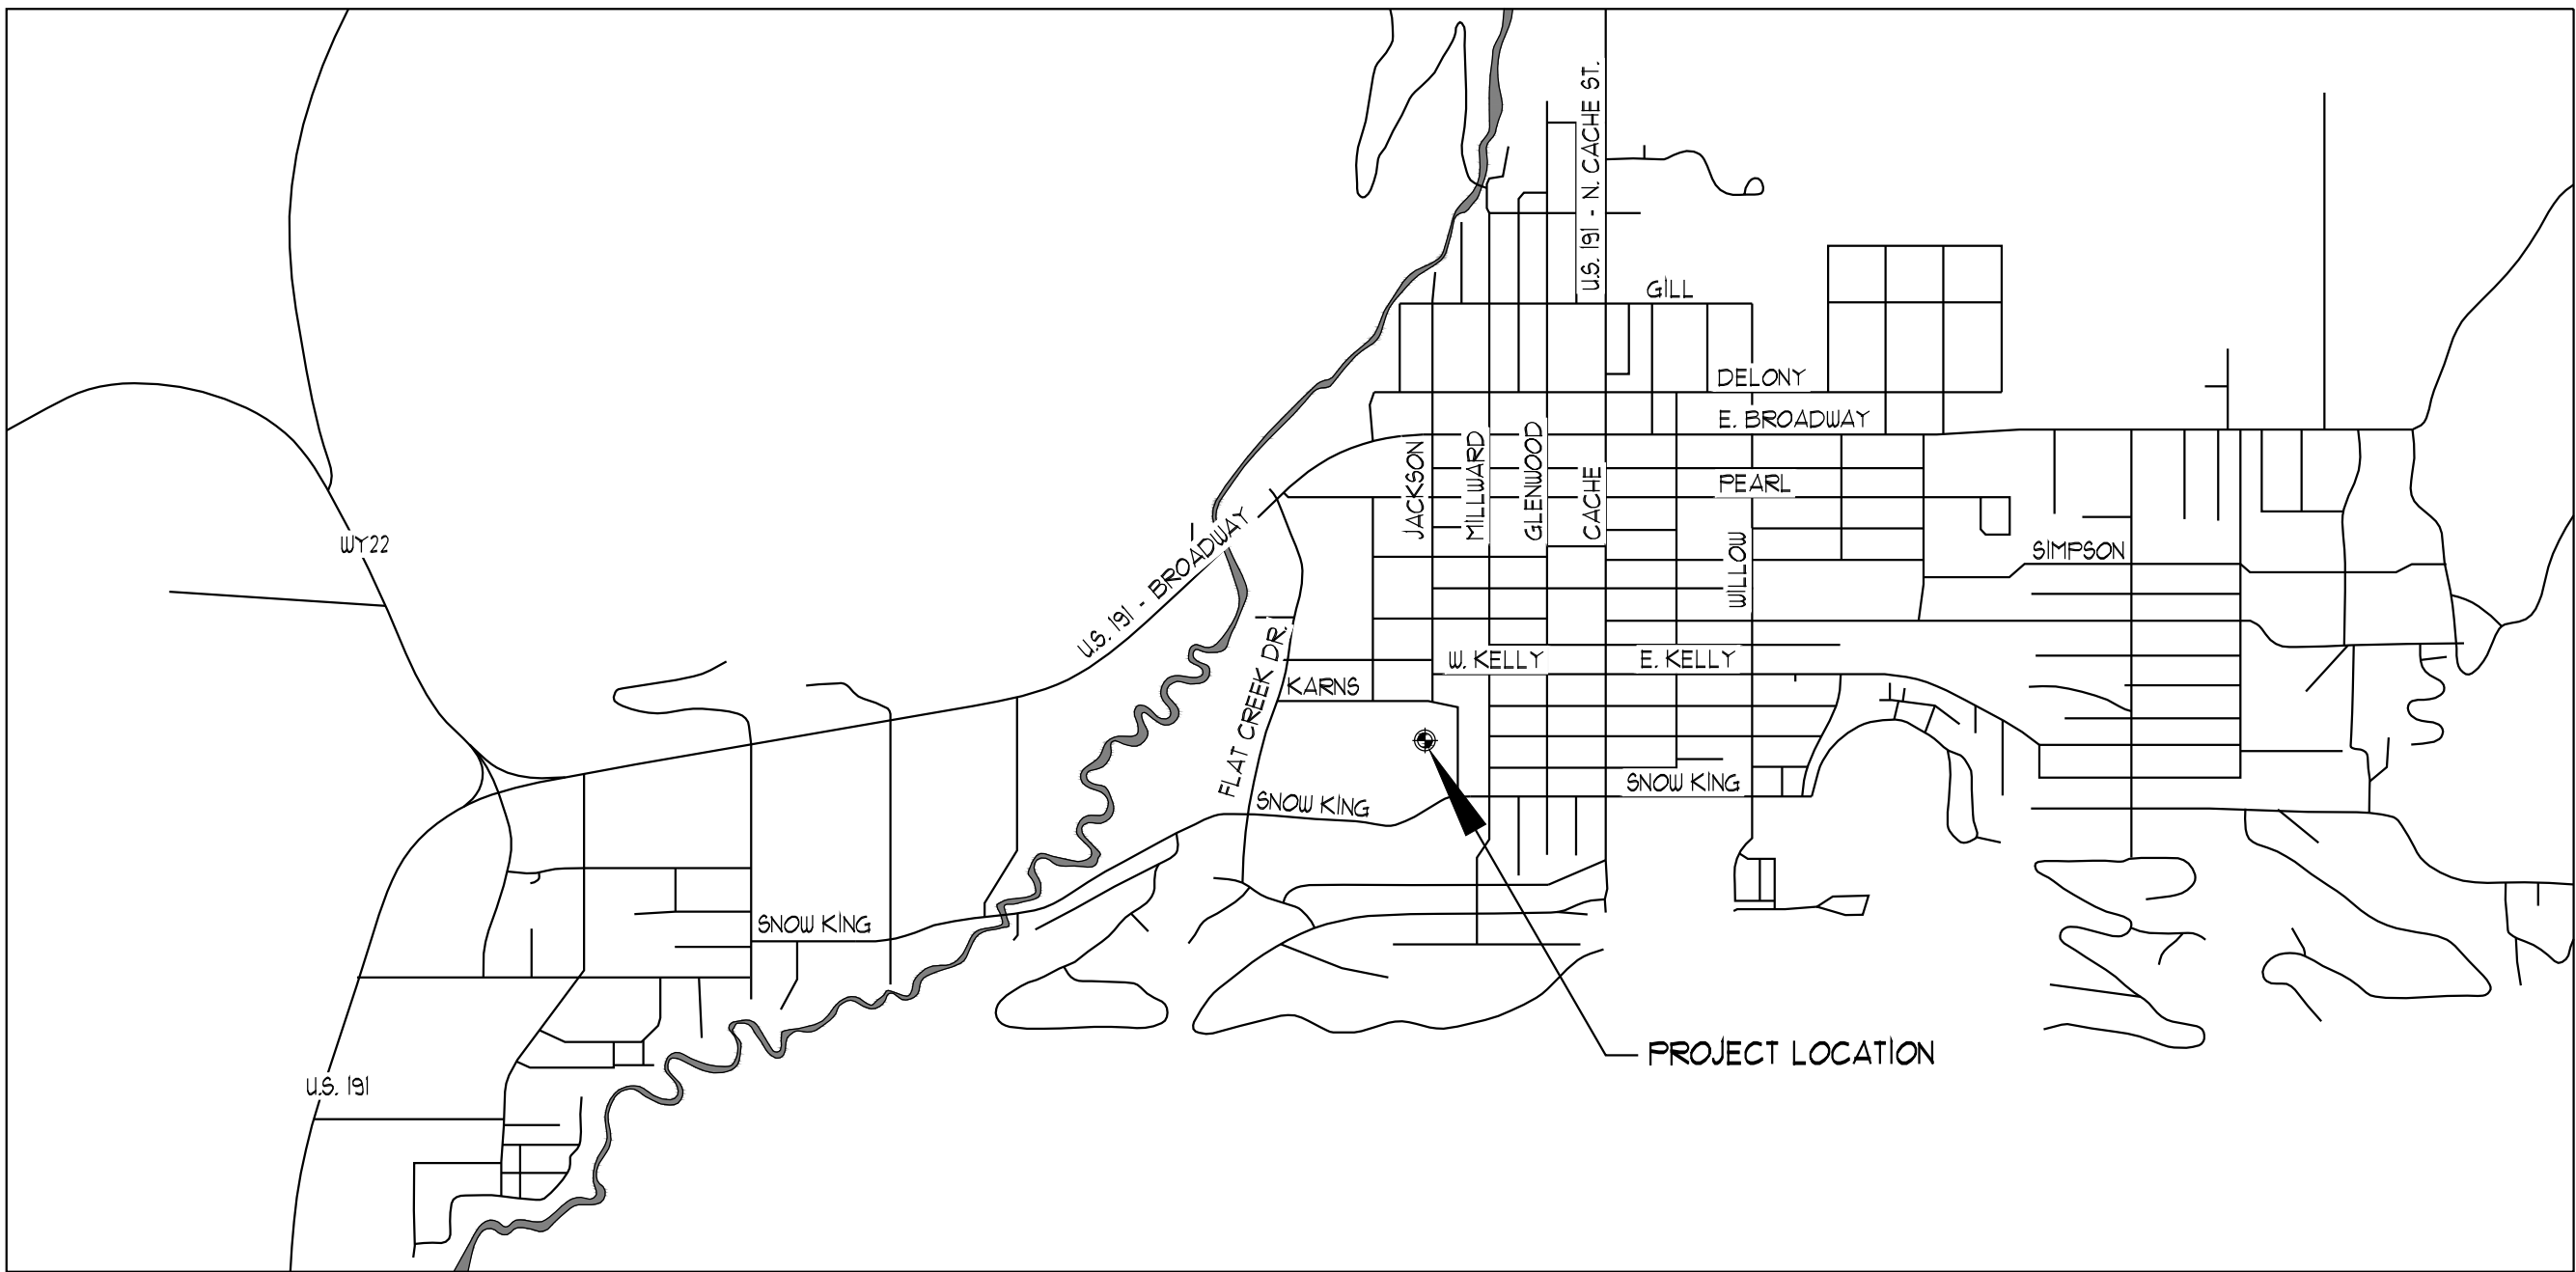 U.S. 191 - N. CACHE ST.
GILL
DELONY
E. BROADWAY
JACKSON
MILLWARD
GLENWOOD
CACHE
PEARL
WY22
U.S. 191 - BROADWAY
WILLOW
SIMPSON
FLAT CREEK DR.
W. KELLY
E. KELLY
KARNS
SNOW KING
SNOW KING
SNOW KING
PROJECT LOCATION
U.S. 191